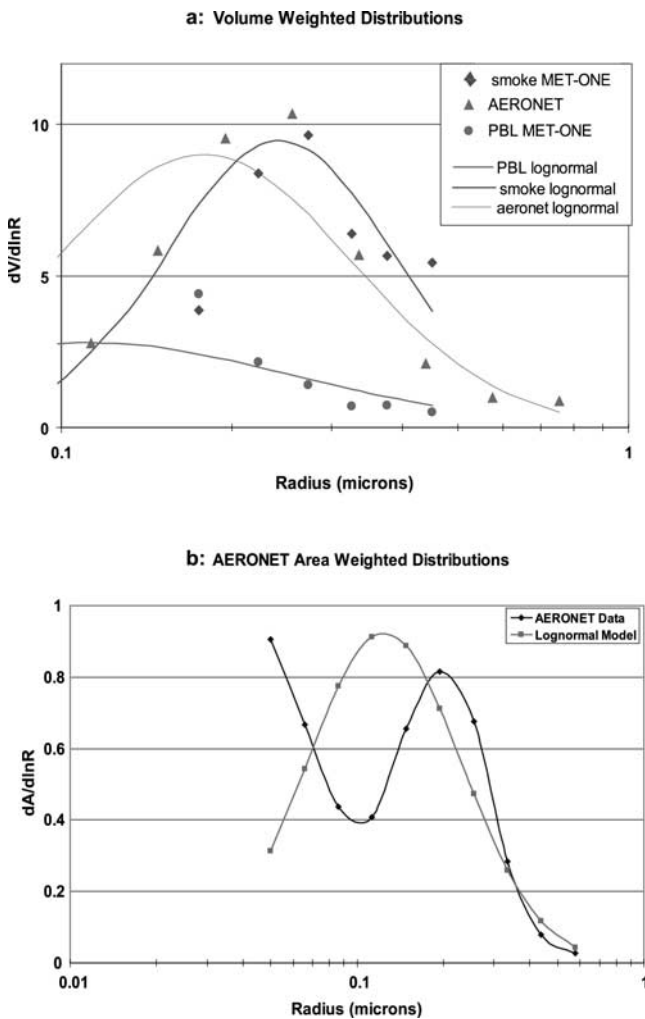 a: Volume Weighted Distributions
smoke MET-ONE
AERONET
PBL MET-ONE
PBL lognormal
smoke lognormal
aeronet lognormal
10
5
0
dV/dlnR
0.1
1
Radius (microns)
b: AERONET Area Weighted Distributions
AERONET Data
Lognormal Model
1
0.8
0.6
0.4
0.2
0
dA/dlnR
0.01
0.1
1
Radius (microns)